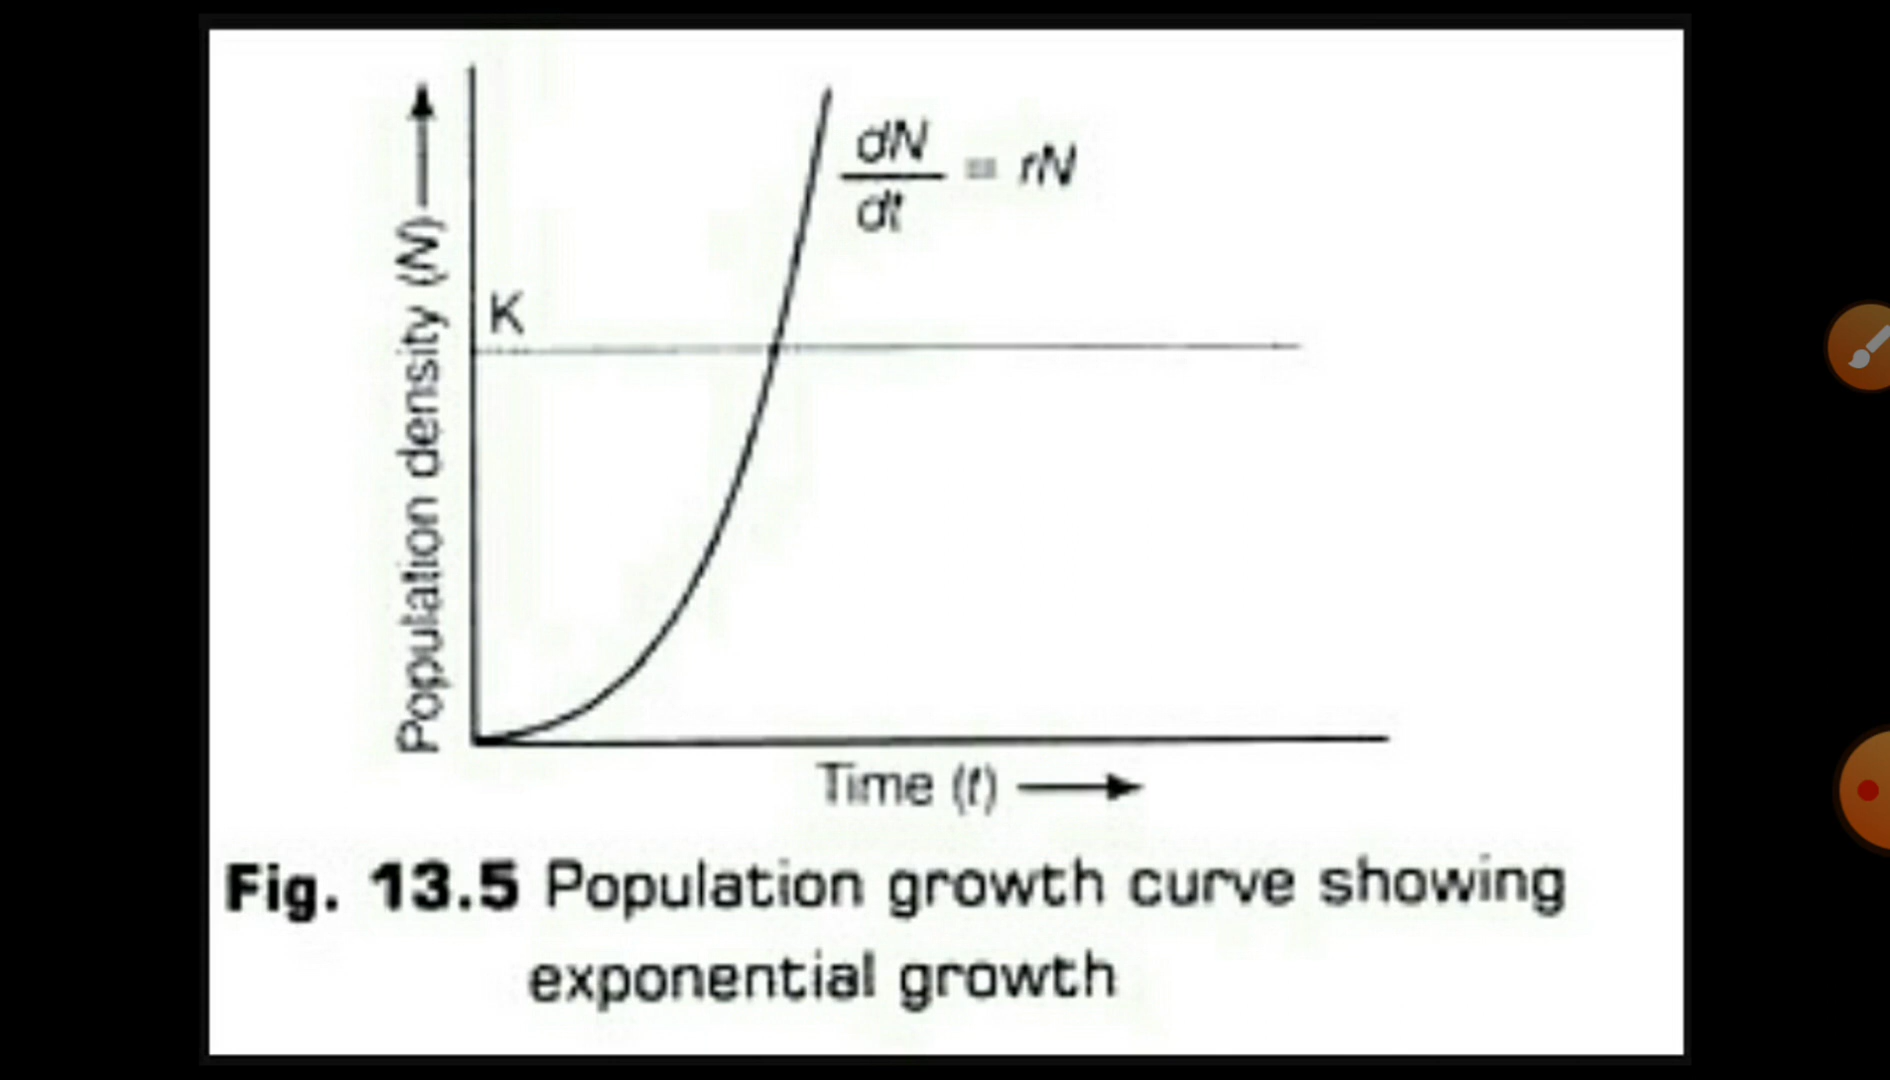 Population density (N)
K
dN
dt
= rN
Time (t)
Fig. 13.5 Population growth curve showing
exponential growth